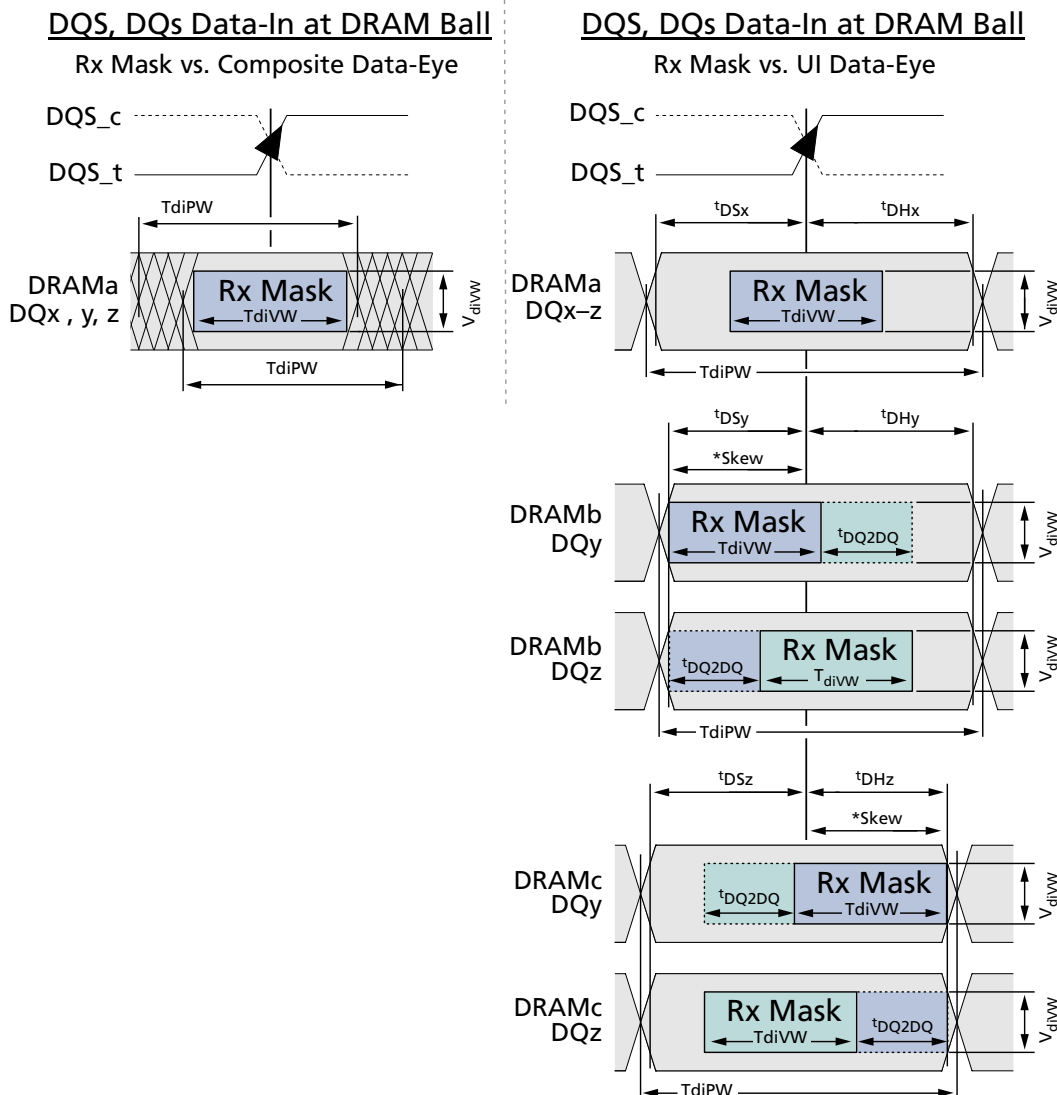 DQS, DQs Data-In at DRAM Ball
Rx Mask vs. Composite Data-Eye
DQS_c
DQS_t
TdiPW
DRAMa
DQx , y, z
Rx Mask
TdiVW
VdiVW
TdiPW
DQS, DQs Data-In at DRAM Ball
Rx Mask vs. UI Data-Eye
DQS_c
DQS_t
tDSx tDHx
DRAMa
DQx–z
Rx Mask
TdiVW
VdiVW
TdiPW
tDSy tDHy
*Skew
DRAMb
DQy
Rx Mask
TdiVW
tDQ2DQ
VdiVW
DRAMb
DQz
tDQ2DQ
Rx Mask
TdiVW
VdiVW
TdiPW
tDSz tDHz
*Skew
DRAMc
DQy
tDQ2DQ
Rx Mask
TdiVW
VdiVW
DRAMc
DQz
Rx Mask
TdiVW
tDQ2DQ
VdiVW
TdiPW